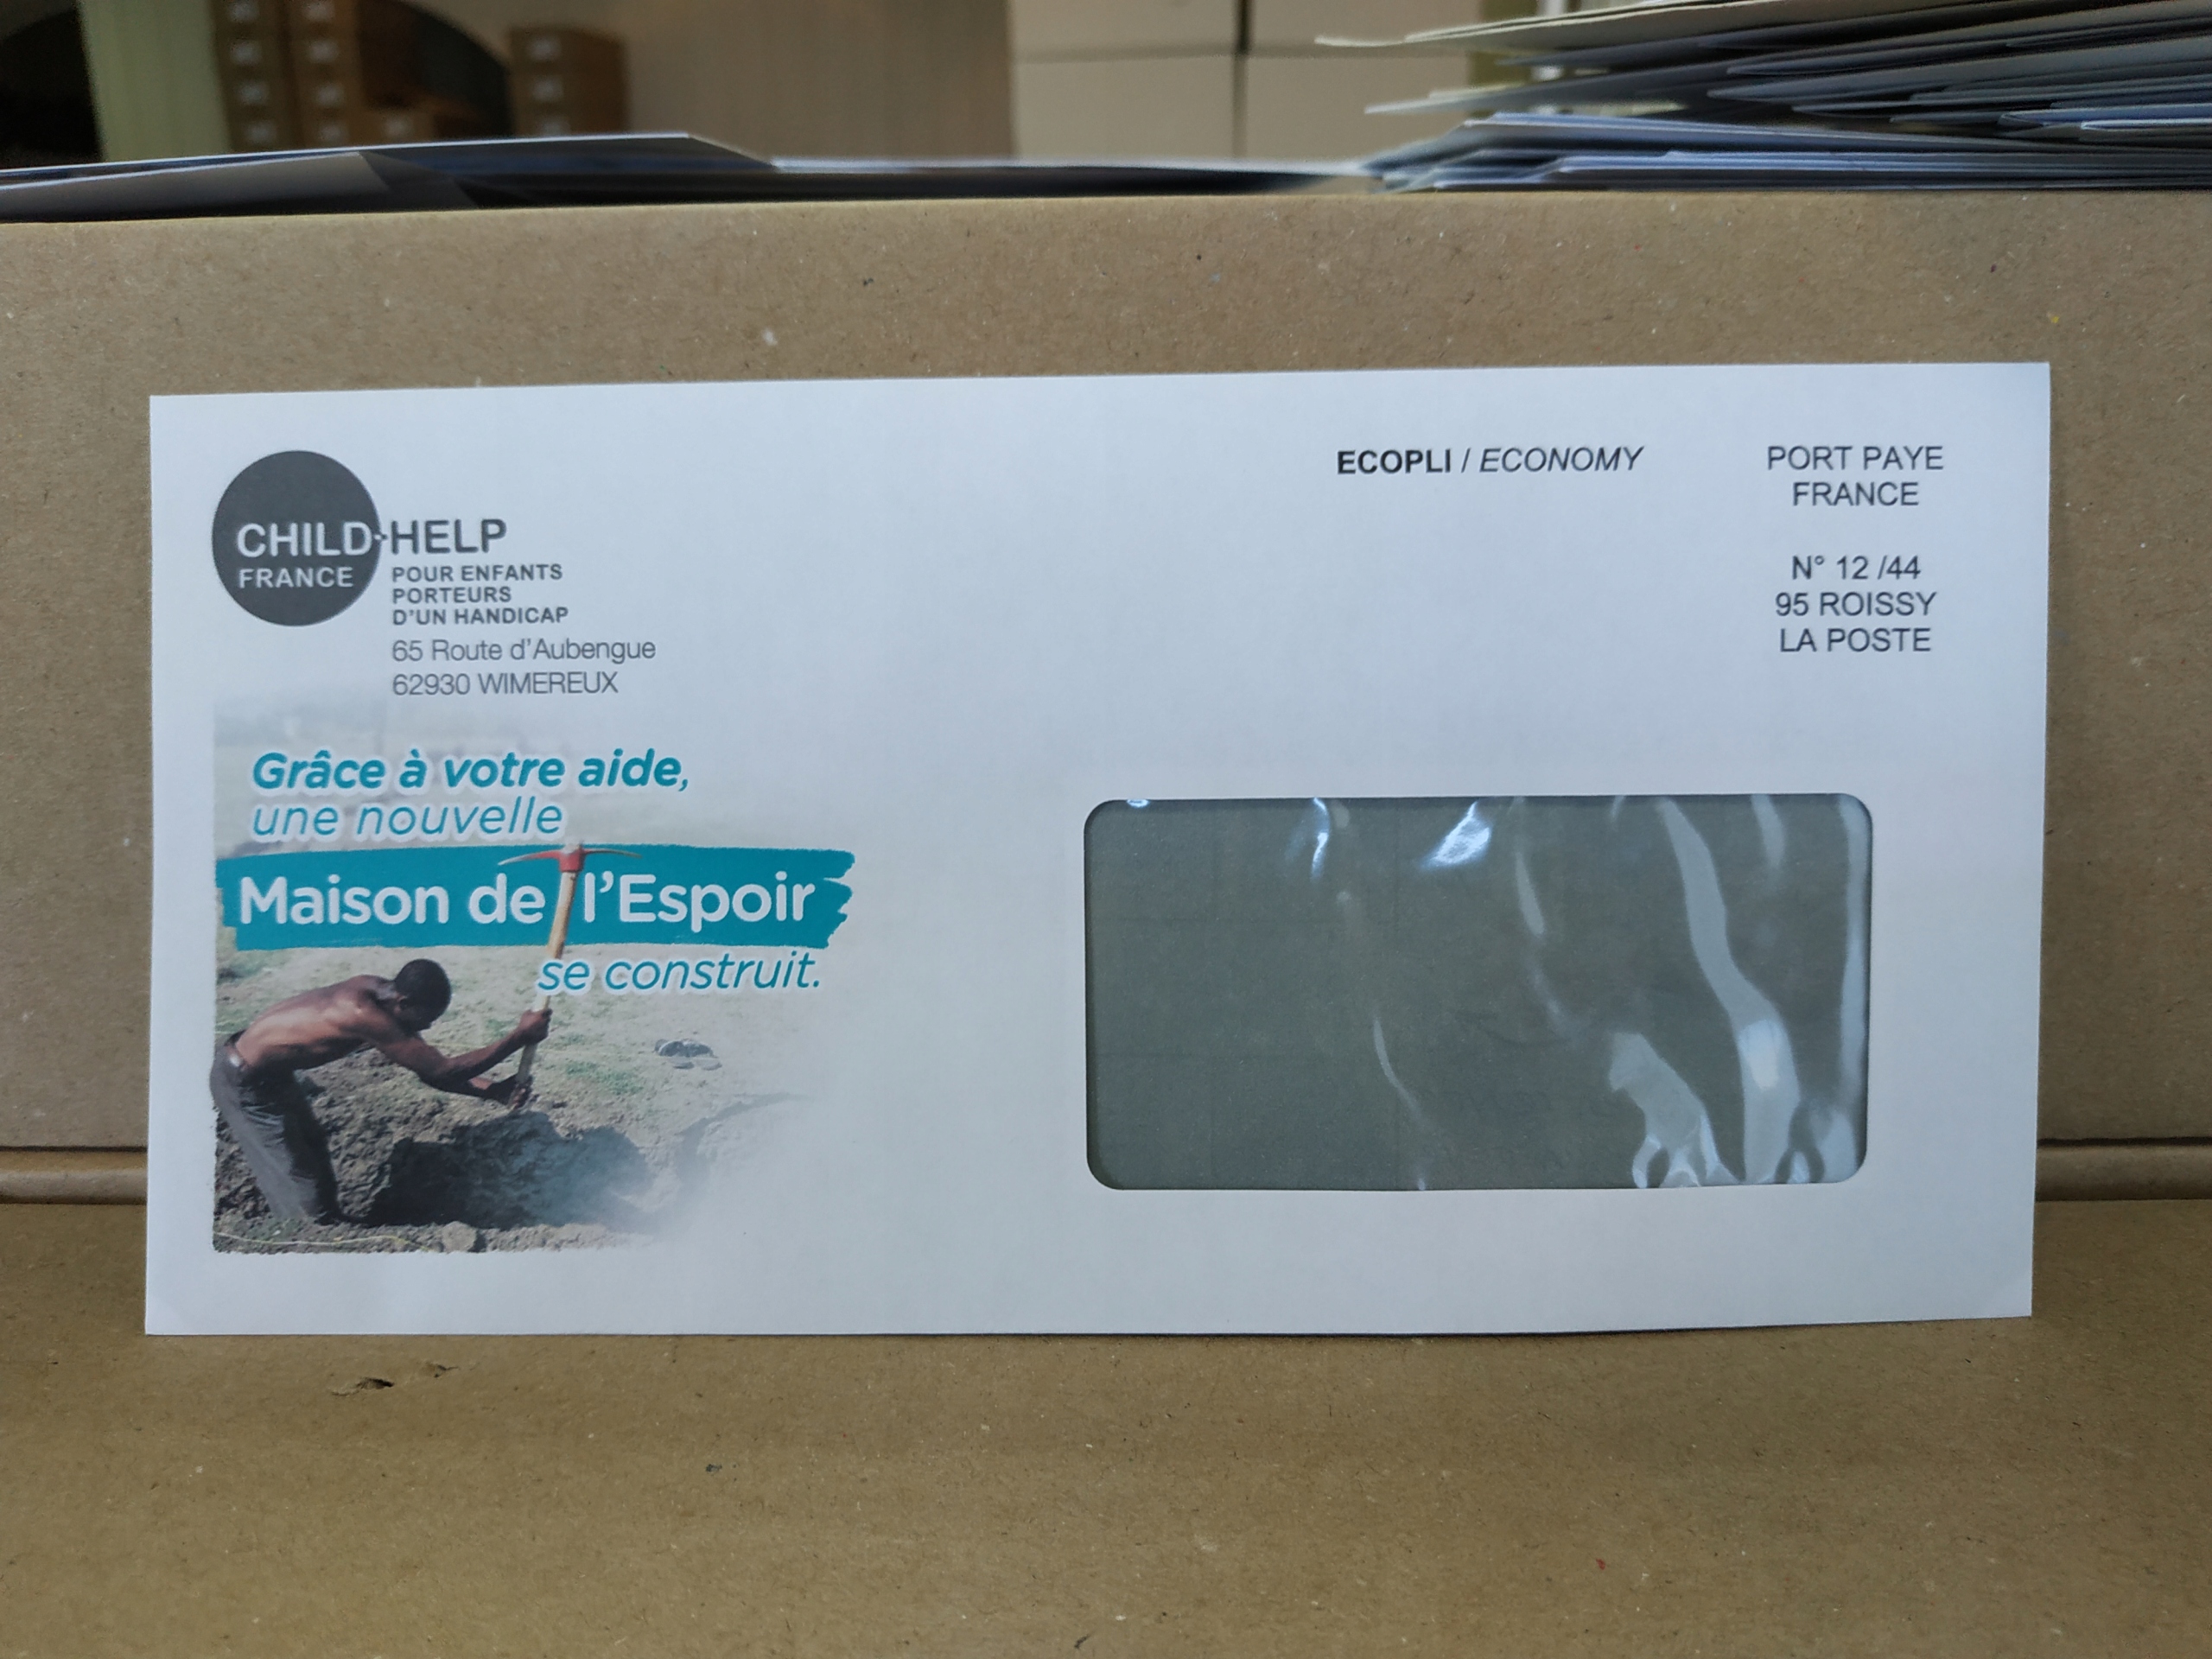 CHILD-HELP
FRANCE
POUR ENFANTS
PORTEURS
D'UN HANDICAP
65 Route d'Aubengue
62930 WIMEREUX
Grâce à votre aide,
une nouvelle
Maison de l'Espoir
se construit.
ECOPLI / ECONOMY
PORT PAYE
FRANCE
N° 12 /44
95 ROISSY
LA POSTE